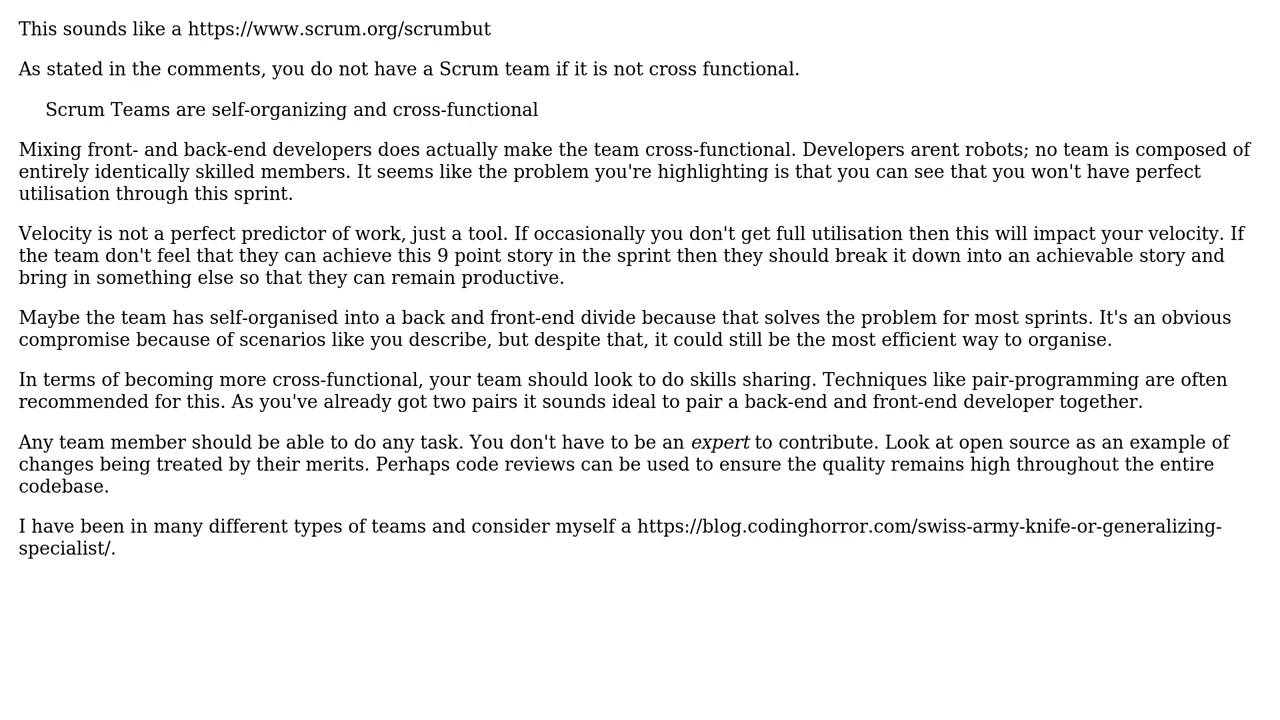 This sounds like a https://www.scrum.org/scrumbut
As stated in the comments, you do not have a Scrum team if it is not cross functional.
Scrum Teams are self-organizing and cross-functional
Mixing front- and back-end developers does actually make the team cross-functional. Developers arent robots; no team is composed of
entirely identically skilled members. It seems like the problem you're highlighting is that you can see that you won't have perfect
utilisation through this sprint.
Velocity is not a perfect predictor of work, just a tool. If occasionally you don't get full utilisation then this will impact your velocity. If
the team don't feel that they can achieve this 9 point story in the sprint then they should break it down into an achievable story and
bring in something else so that they can remain productive.
Maybe the team has self-organised into a back and front-end divide because that solves the problem for most sprints. It's an obvious
compromise because of scenarios like you describe, but despite that, it could still be the most efficient way to organise.
In terms of becoming more cross-functional, your team should look to do skills sharing. Techniques like pair-programming are often
recommended for this. As you've already got two pairs it sounds ideal to pair a back-end and front-end developer together.
Any team member should be able to do any task. You don't have to be an expert to contribute. Look at open source as an example of
changes being treated by their merits. Perhaps code reviews can be used to ensure the quality remains high throughout the entire
codebase.
I have been in many different types of teams and consider myself a https://blog.codinghorror.com/swiss-army-knife-or-generalizing-
specialist/.